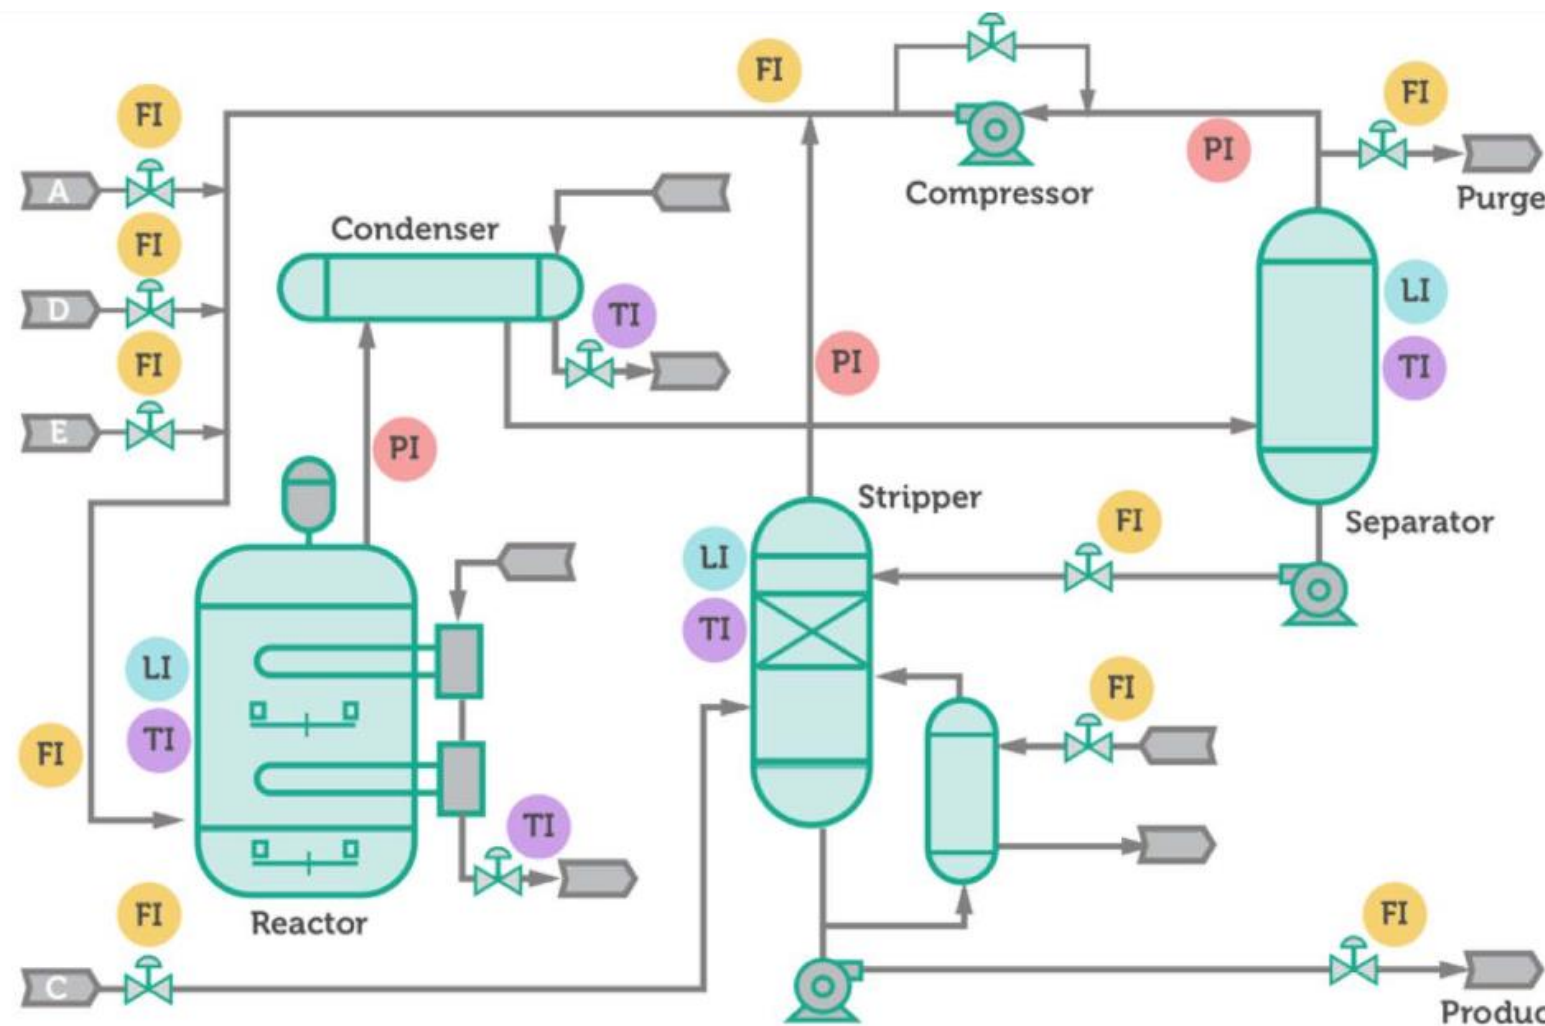 FI
FI
FI
A
PI
Compressor
Purge
Condenser
FI
D
TI
LI
FI
PI
TI
E
PI
Stripper
FI
Separator
LI
TI
LI
FI
TI
FI
TI
FI
Reactor
FI
C
Produc